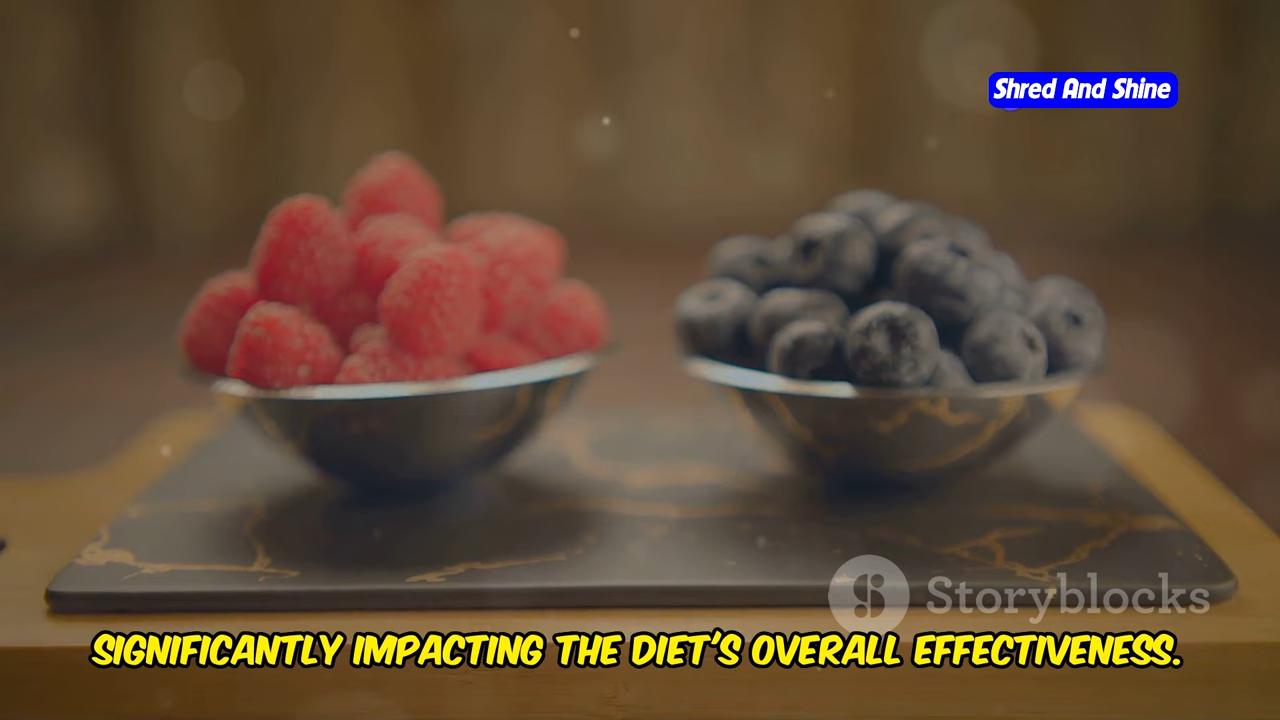 Shred And Shine
Storyblocks
SIGNIFICANTLY IMPACTING THE DIET'S OVERALL EFFECTIVENESS.